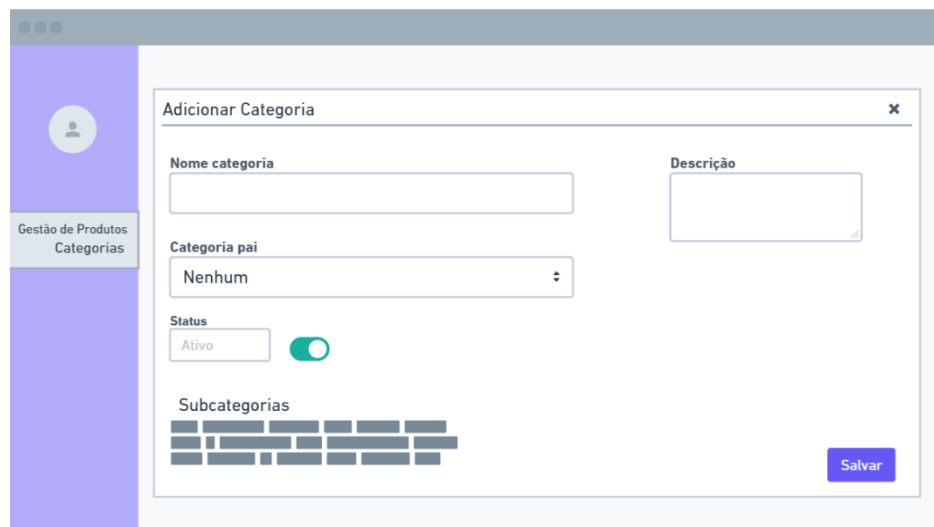 Adicionar Categoria
Nome categoria
Descrição
Gestão de Produtos
Categorias
Categoria pai
Nenhum
Status
Ativo
Subcategorias
Salvar